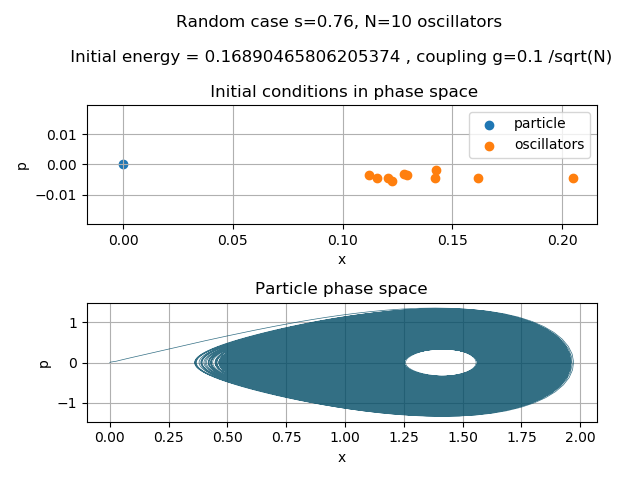 Random case s=0.76, N=10 oscillators
Initial energy = 0.16890465806205374 , coupling g=0.1 /sqrt(N)
Initial conditions in phase space
particle
oscillators
0.01
0.00
−0.01
p
0.00 0.05 0.10 0.15 0.20
x
Particle phase space
1
0
−1
p
0.00 0.25 0.50 0.75 1.00 1.25 1.50 1.75 2.00
x